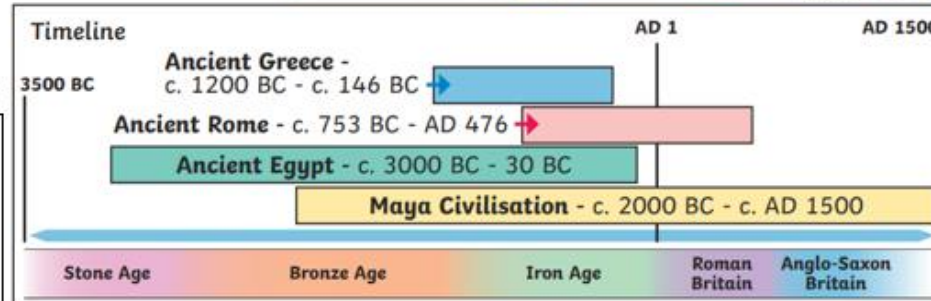 Timeline
AD 1
AD 1500
3500 BC
Ancient Greece -
c. 1200 BC - c. 146 BC
Ancient Rome - c. 753 BC - AD 476
Ancient Egypt - c. 3000 BC - 30 BC
Maya Civilisation - c. 2000 BC - c. AD 1500
Stone Age
Bronze Age
Iron Age
Roman
Britain
Anglo-Saxon
Britain